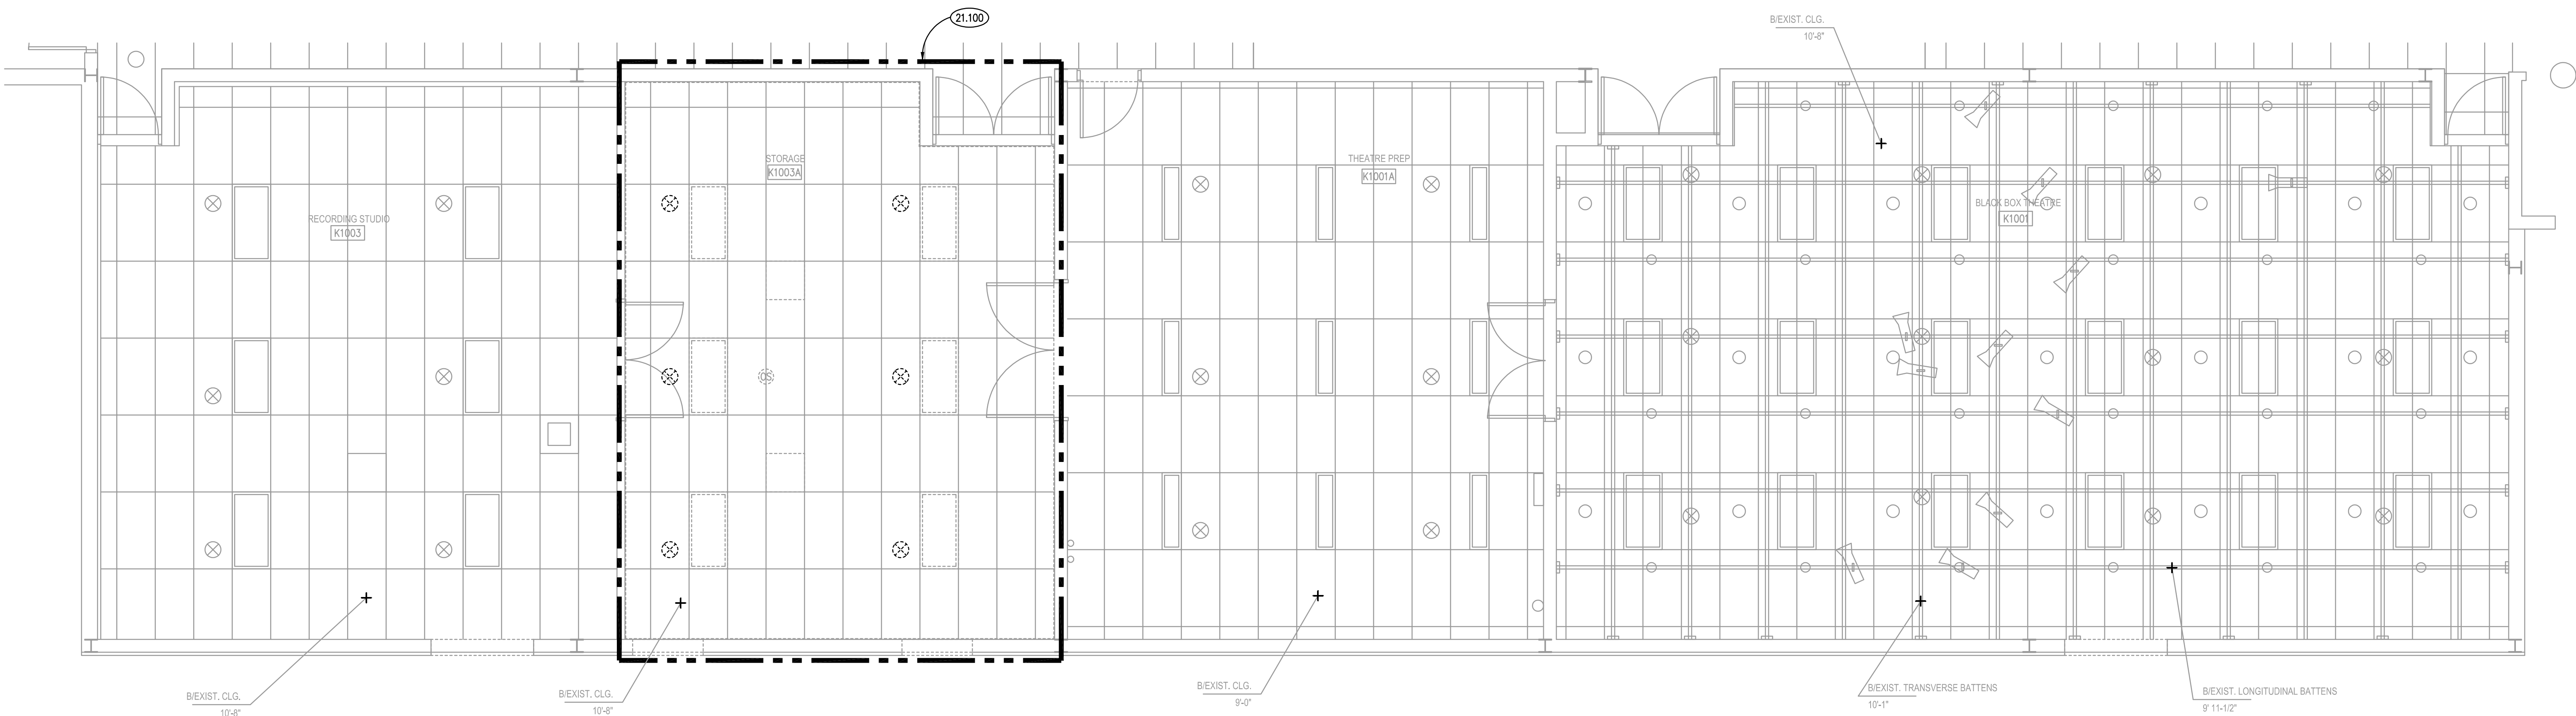 21.100
B/EXIST. CLG.
10'-8"
STORAGE
K1003A
THEATRE PREP
K1001A
BLACK BOX THEATRE
K1001
RECORDING STUDIO
K1003
OS
B/EXIST. CLG.
10'-8"
B/EXIST. CLG.
10'-8"
B/EXIST. CLG.
9'-0"
B/EXIST. TRANSVERSE BATTENS
10'-1"
B/EXIST. LONGITUDINAL BATTENS
9' 11-1/2"